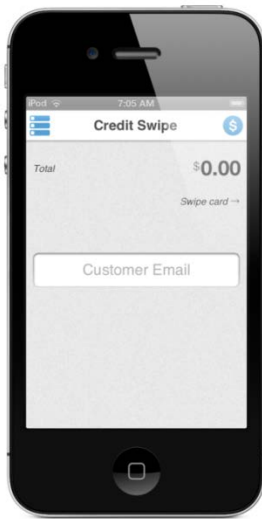 iPod 7:05 AM
Credit Swipe $
Total $0.00
Swipe card →
Customer Email